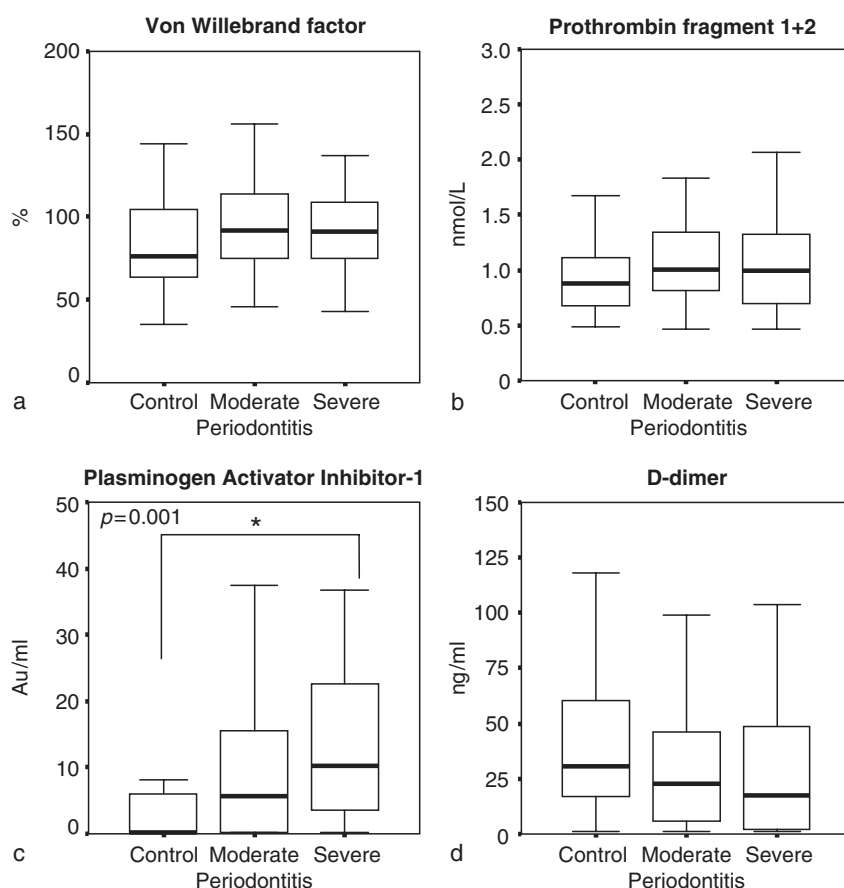 Von Willebrand factor
200
150
100
50
0
%
Control Moderate Severe
Periodontitis
a
Prothrombin fragment 1+2
3.0
2.5
2.0
1.5
1.0
0.5
0
nmol/L
Control Moderate Severe
Periodontitis
b
Plasminogen Activator Inhibitor-1
p=0.001
*
50
40
30
20
10
0
Au/ml
Control Moderate Severe
Periodontitis
c
D-dimer
150
125
100
75
50
25
0
ng/ml
Control Moderate Severe
Periodontitis
d